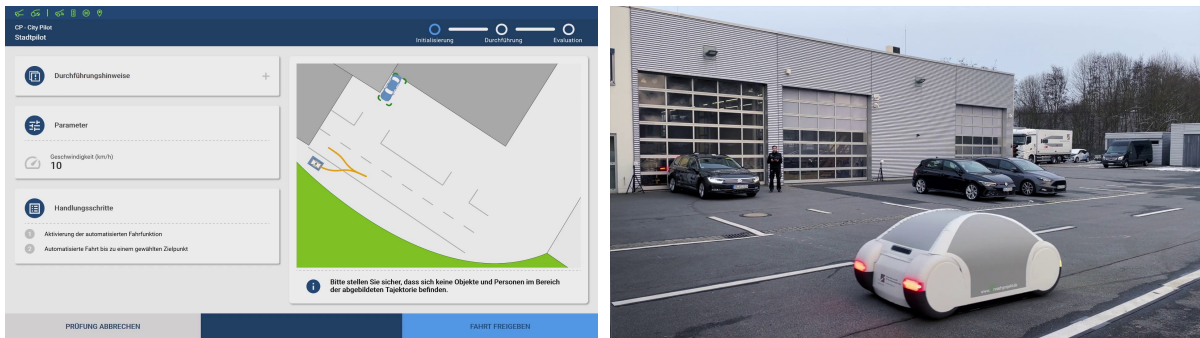 CP - City Pilot
Stadtpilot
Initialisierung
Durchführung
Evaluation
Durchführungshinweise
Parameter
Geschwindigkeit (km/h)
10
Handlungsschritte
1 Aktivierung der automatisierten Fahrfunktion
2 Automatisierte Fahrt bis zu einem gewählten Zielpunkt
Bitte stellen Sie sicher, dass sich keine Objekte und Personen im Bereich
der abgebildeten Tajektorie befinden.
PRÜFUNG ABBRECHEN
FAHRT FREIGEBEN